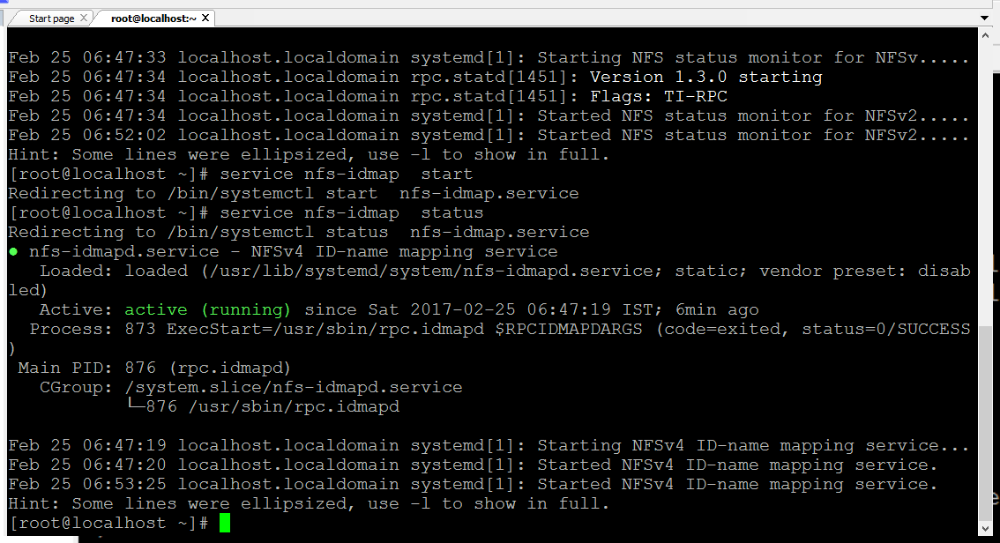 Start page
root@localhost:~
Feb 25 06:47:33 localhost.localdomain systemd[1]: Starting NFS status monitor for NFSv.....
Feb 25 06:47:34 localhost.localdomain rpc.statd[1451]: Version 1.3.0 starting
Feb 25 06:47:34 localhost.localdomain rpc.statd[1451]: Flags: TI-RPC
Feb 25 06:47:34 localhost.localdomain systemd[1]: Started NFS status monitor for NFSv2.....
Feb 25 06:52:02 localhost.localdomain systemd[1]: Started NFS status monitor for NFSv2.....
Hint: Some lines were ellipsized, use -l to show in full.
[root@localhost ~]# service nfs-idmap  start
Redirecting to /bin/systemctl start  nfs-idmap.service
[root@localhost ~]# service nfs-idmap  status
Redirecting to /bin/systemctl status  nfs-idmap.service
● nfs-idmapd.service - NFSv4 ID-name mapping service
   Loaded: loaded (/usr/lib/systemd/system/nfs-idmapd.service; static; vendor preset: disab
led)
   Active: active (running) since Sat 2017-02-25 06:47:19 IST; 6min ago
  Process: 873 ExecStart=/usr/sbin/rpc.idmapd $RPCIDMAPDARGS (code=exited, status=0/SUCCESS
)
 Main PID: 876 (rpc.idmapd)
   CGroup: /system.slice/nfs-idmapd.service
           └─876 /usr/sbin/rpc.idmapd
Feb 25 06:47:19 localhost.localdomain systemd[1]: Starting NFSv4 ID-name mapping service...
Feb 25 06:47:20 localhost.localdomain systemd[1]: Started NFSv4 ID-name mapping service.
Feb 25 06:53:25 localhost.localdomain systemd[1]: Started NFSv4 ID-name mapping service.
Hint: Some lines were ellipsized, use -l to show in full.
[root@localhost ~]#